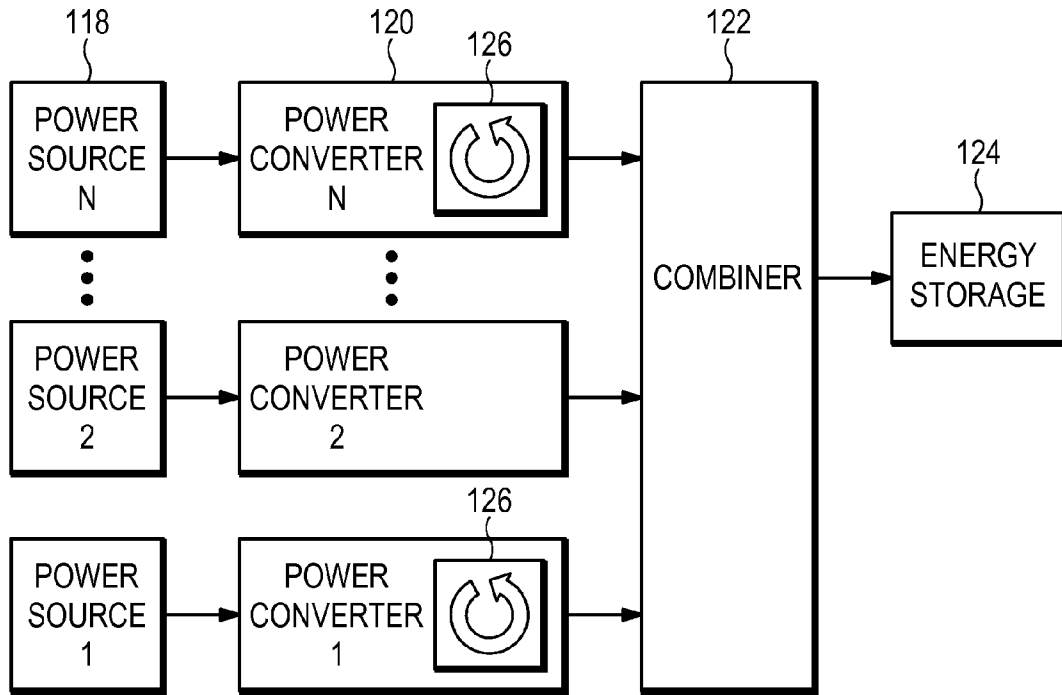 118
120
122
126
POWER
SOURCE
N
POWER
CONVERTER
N
COMBINER
124
ENERGY
STORAGE
POWER
SOURCE
2
POWER
CONVERTER
2
126
POWER
SOURCE
1
POWER
CONVERTER
1